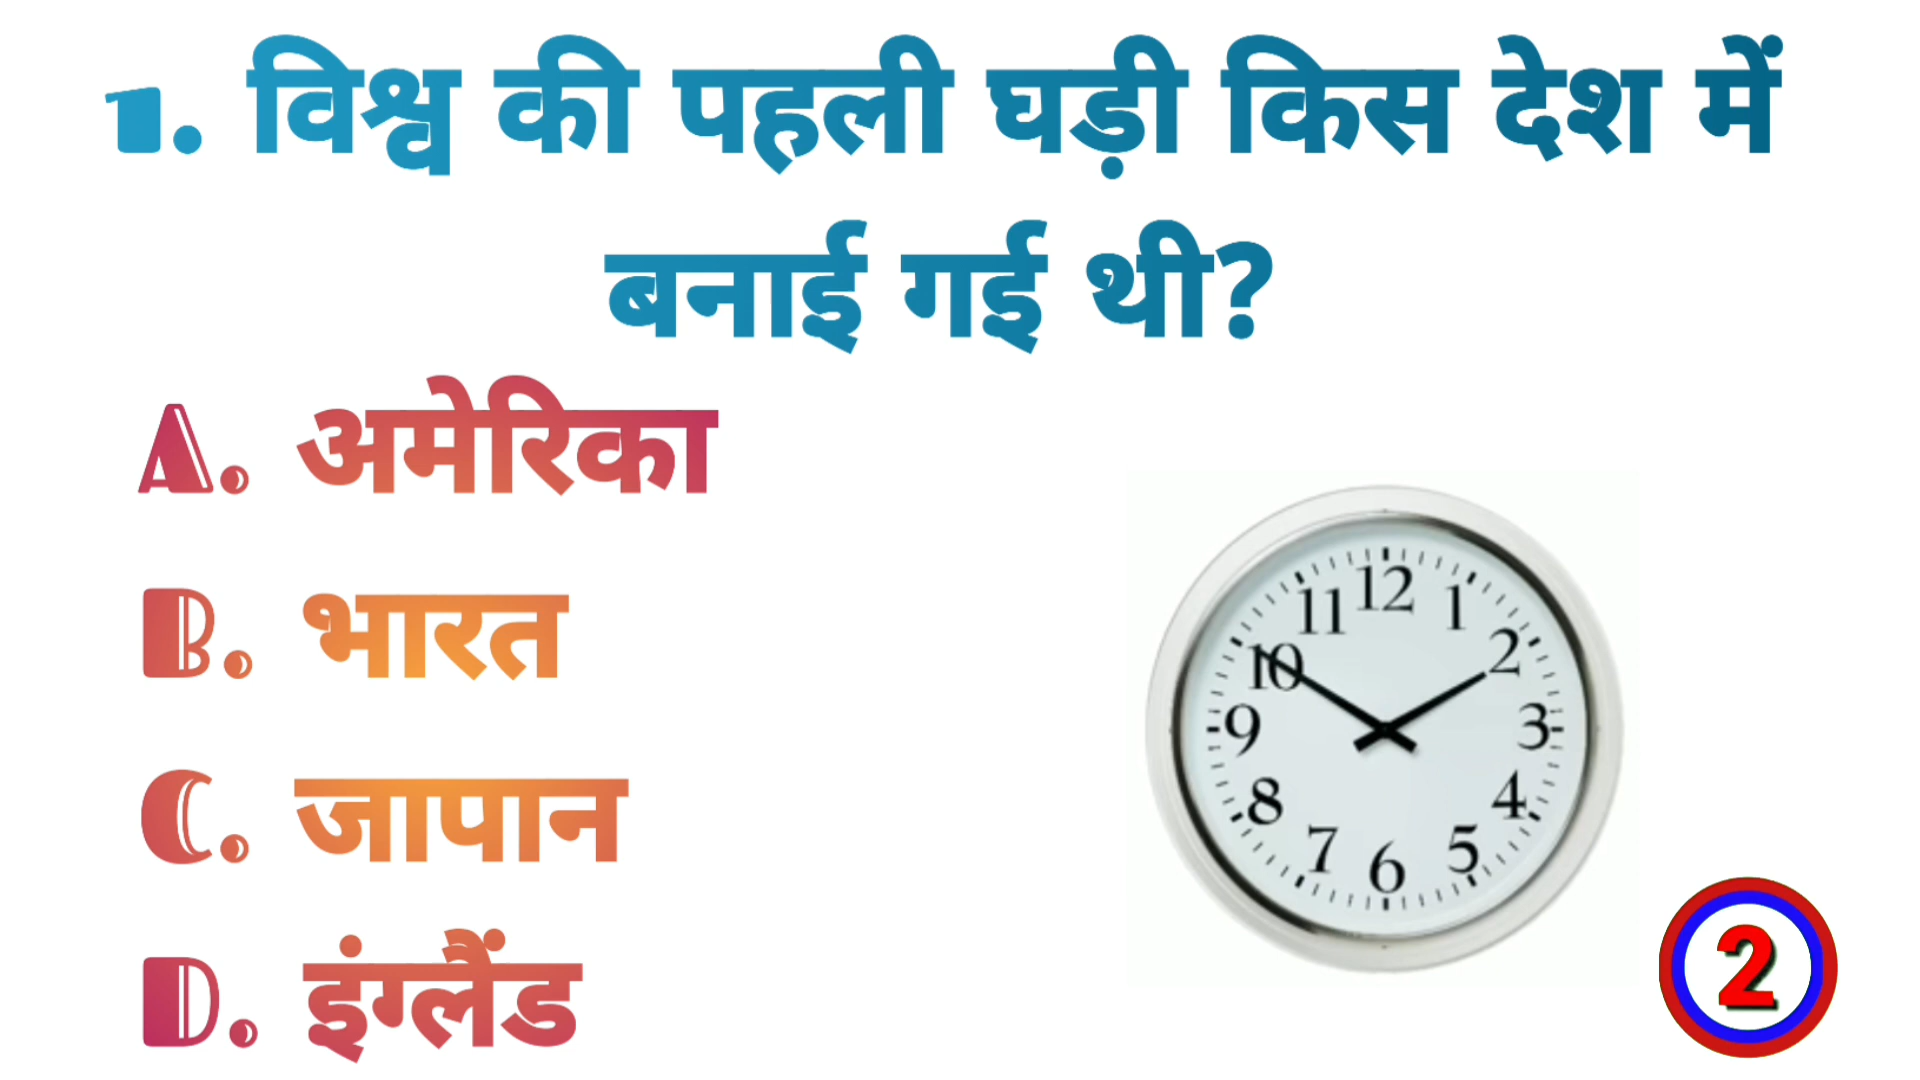 1. विश्व की पहली घड़ी किस देश में
बनाई गई थी?
A. अमेरिका
B. भारत
C. जापान
D. इंग्लैंड
12
11 1
10 2
9 3
8 4
7 5
6
2